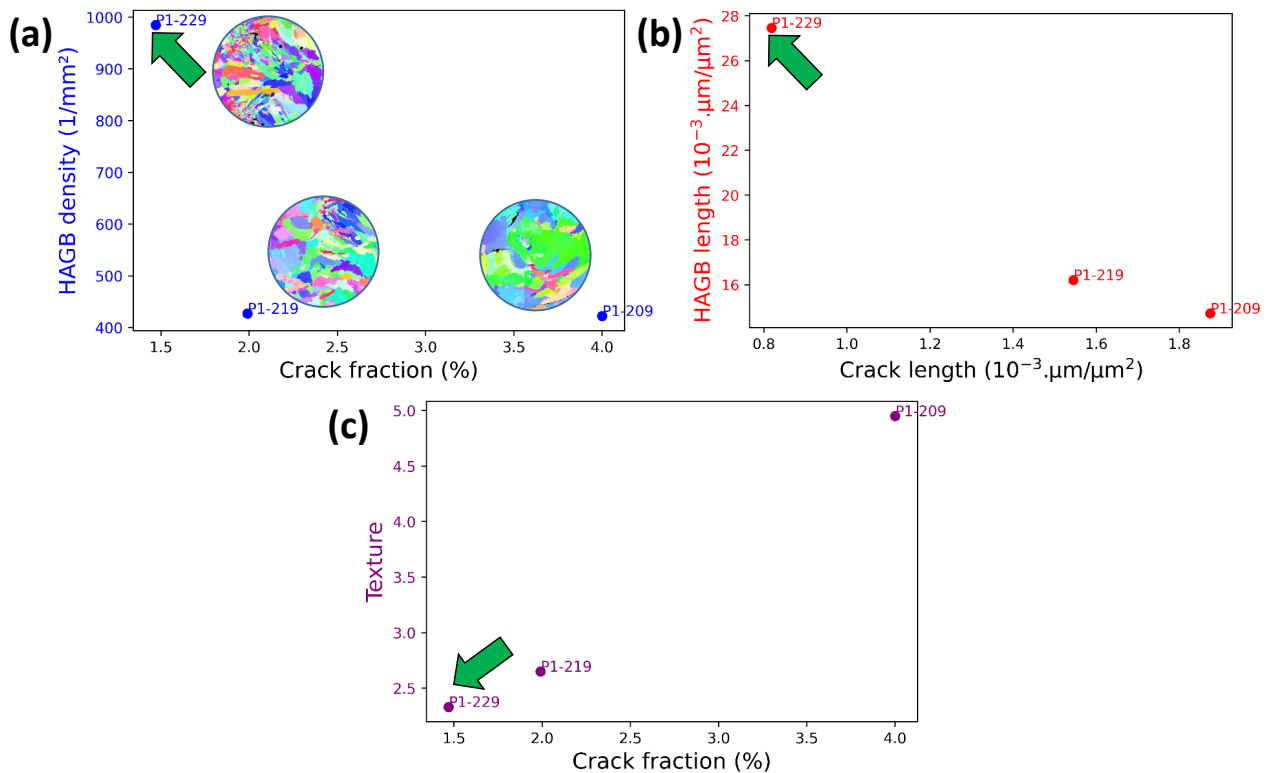 (a)
HAGB density (1/mm²)
1000
900
800
700
600
500
400
P1-229
P1-219
P1-209
1.5
2.0
2.5
3.0
3.5
4.0
Crack fraction (%)
(b)
HAGB length (10⁻³.μm/μm²)
28
26
24
22
20
18
16
P1-229
P1-219
P1-209
0.8
1.0
1.2
1.4
1.6
1.8
Crack length (10⁻³.μm/μm²)
(c)
Texture
5.0
4.5
4.0
3.5
3.0
2.5
P1-209
P1-219
P1-229
1.5
2.0
2.5
3.0
3.5
4.0
Crack fraction (%)